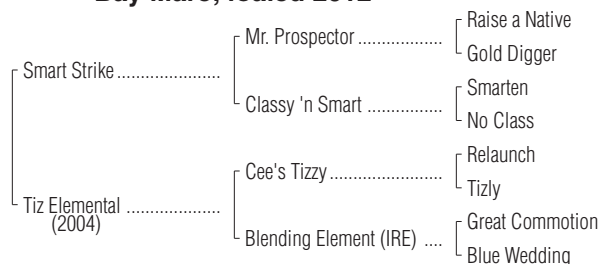 Bay Mare; foaled 2012
Raise a Native
Mr. Prospector ..................
Gold Digger
Smart Strike ......................
Smarten
Classy 'n Smart ................
No Class
Relaunch
Cee's Tizzy ........................
Tizly
Tiz Elemental ....................
(2004)
Great Commotion
Blending Element (IRE) ....
Blue Wedding